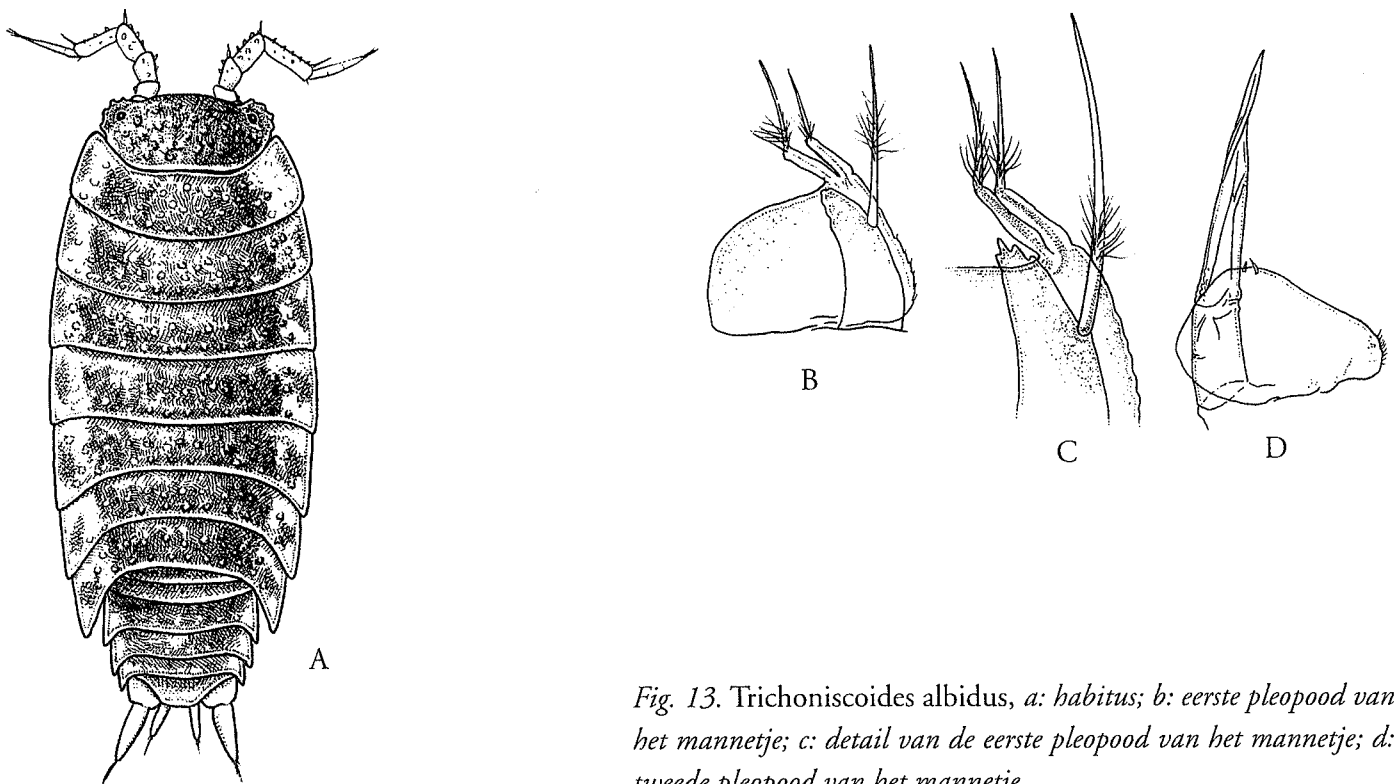 B
C
D
A
Fig. 13. Trichoniscoides albidus, a: habitus; b: eerste pleopood van
het mannetje; c: detail van de eerste pleopood van het mannetje; d:
tweede pleopood van het mannetje